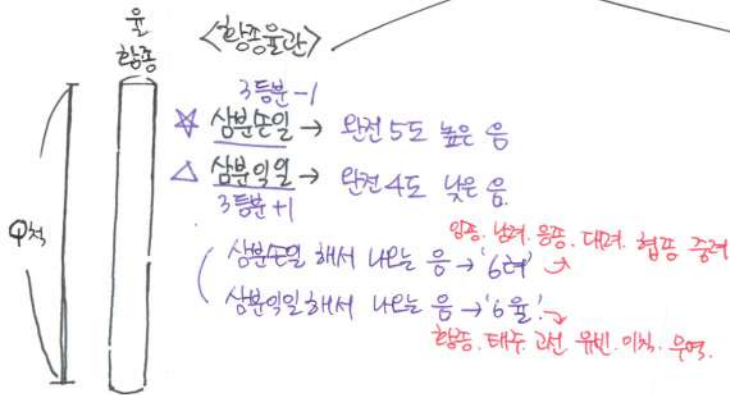 율
황종
<황종율관>
3등분-1
☆ 삼분손일 → 완전5도 높은 음
△ 삼분익일 → 완전4도 낮은 음.
3등분+1
9척
임종. 남려. 응종. 대려. 협종 중려
삼분손일 해서 나오는 음 → '6려'
삼분익일해서 나오는 음 → '6율'.
황종. 태주. 고선 유빈. 이칙. 무역.